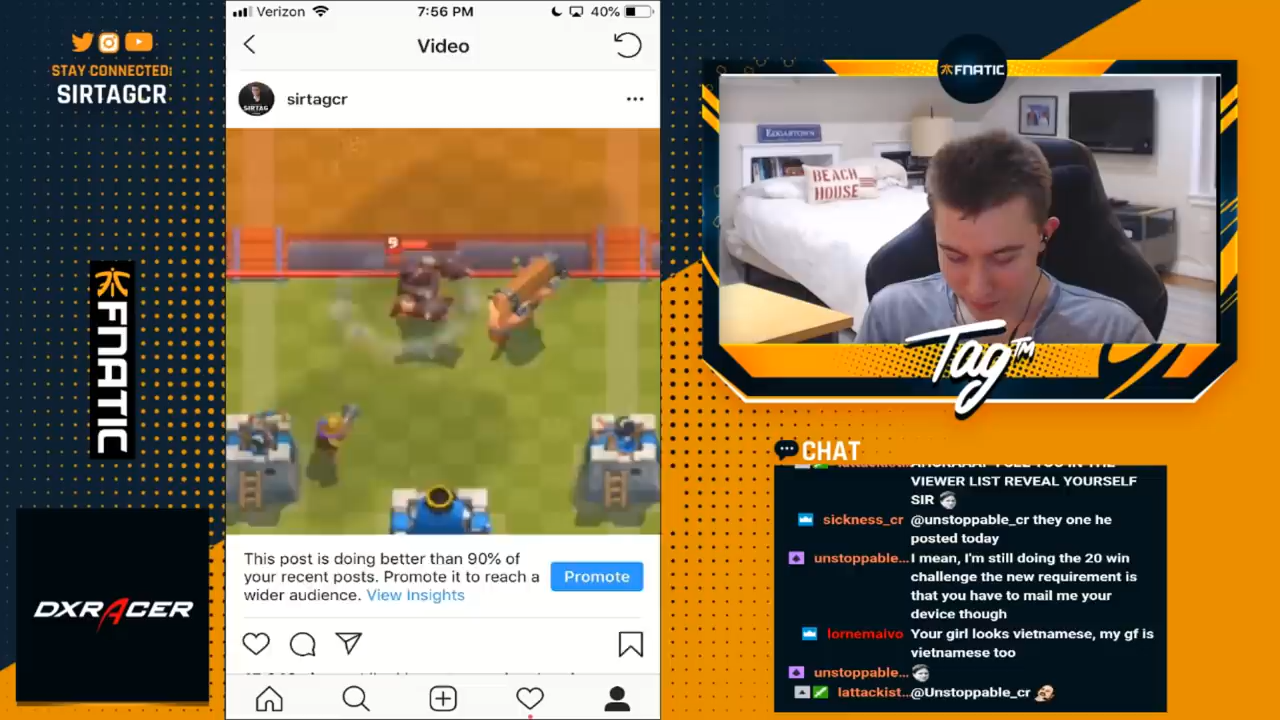 STAY CONNECTED:
SIRTAGCR
FNATIC
DXRACER
Verizon
7:56 PM
40%
Video
sirtagcr
9
This post is doing better than 90% of
your recent posts. Promote it to reach a
wider audience. View Insights
Promote
FNATIC
EDGARTOWN
BEACH
HOUSE
Tag™
CHAT
VIEWER LIST REVEAL YOURSELF
SIR
sickness_cr @unstoppable_cr they one he
posted today
unstoppable... I mean, I'm still doing the 20 win
challenge the new requirement is
that you have to mail me your
device though
lornemalvo Your girl looks vietnamese, my gf is
vietnamese too
unstoppable...
lattackist... @Unstoppable_cr